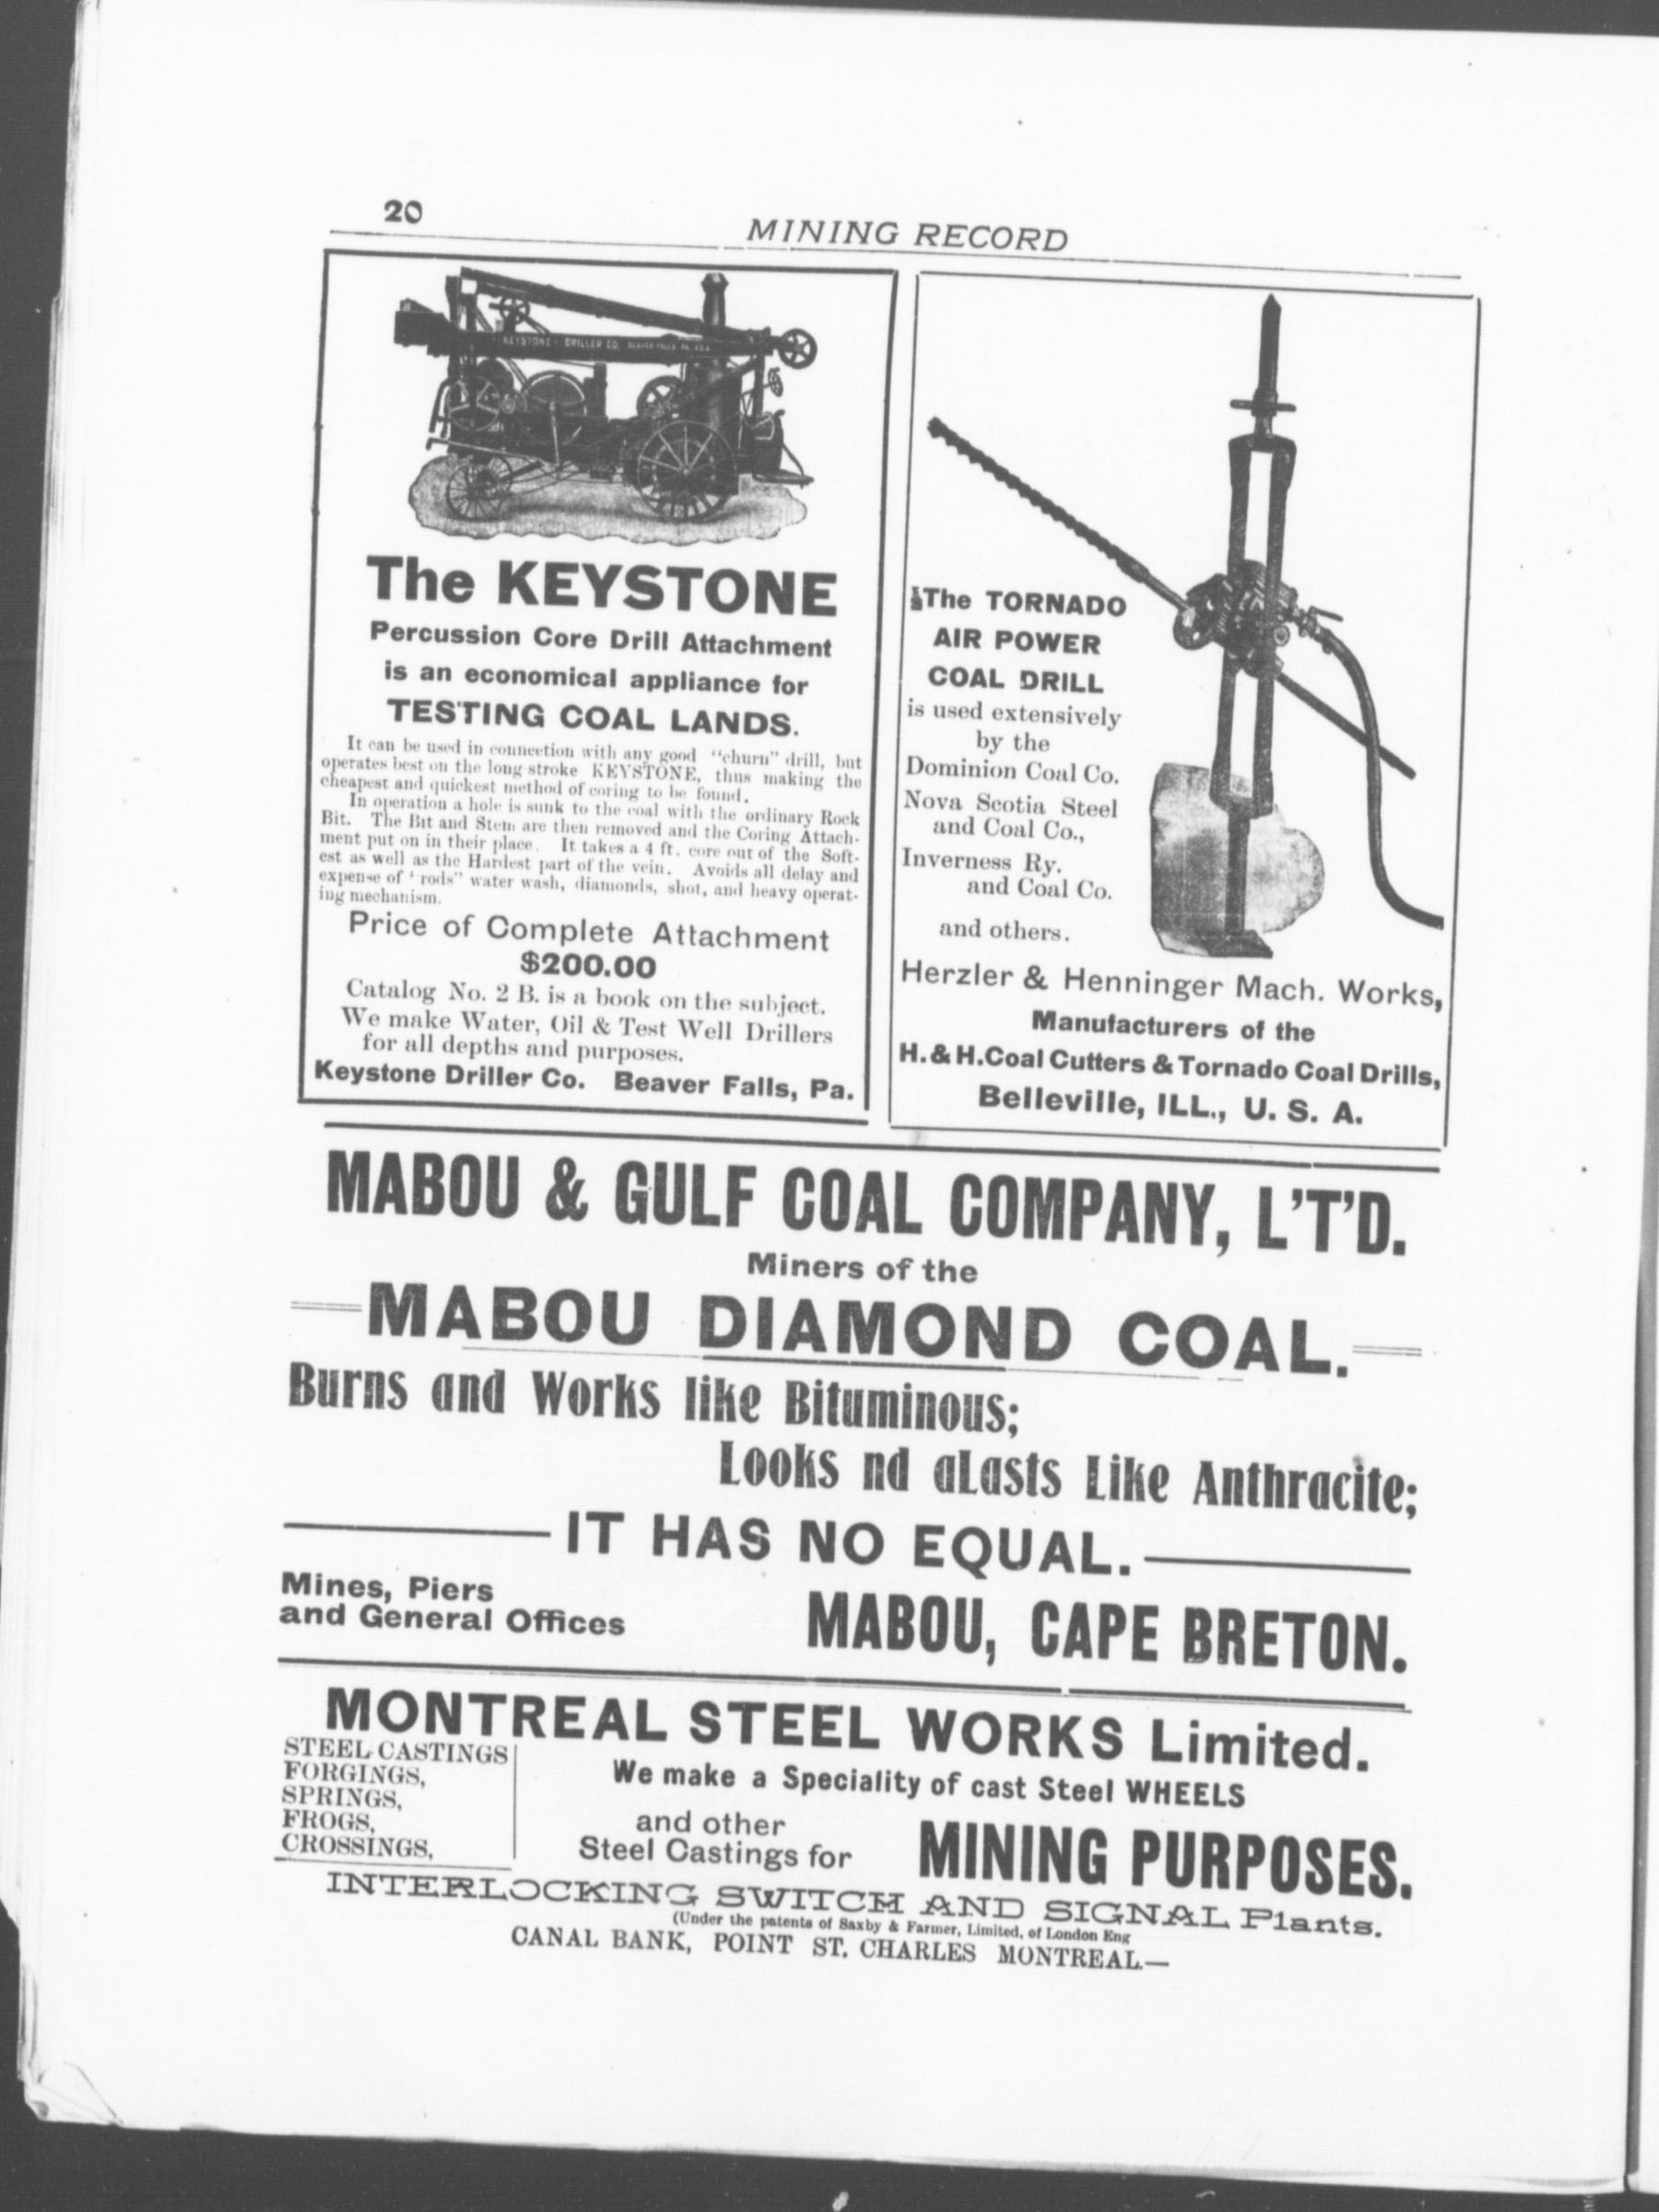 20
MINING RECORD
KEYSTONE DRILLER CO. BEAVER FALLS, PA. U.S.A.
The KEYSTONE
Percussion Core Drill Attachment
is an economical appliance for
TESTING COAL LANDS.
It can be used in connection with any good "churn" drill, but
operates best on the long stroke KEYSTONE, thus making the
cheapest and quickest method of coring to be found.
In operation a hole is sunk to the coal with the ordinary Rock
Bit. The Bit and Stem are then removed and the Coring Attach-
ment put on in their place. It takes a 4 ft. core out of the Soft-
est as well as the Hardest part of the vein. Avoids all delay and
expense of 'rods" water wash, diamonds, shot, and heavy operat-
ing mechanism.
Price of Complete Attachment
$200.00
Catalog No. 2 B. is a book on the subject.
We make Water, Oil & Test Well Drillers
for all depths and purposes.
Keystone Driller Co. Beaver Falls, Pa.
The TORNADO
AIR POWER
COAL DRILL
is used extensively
by the
Dominion Coal Co.
Nova Scotia Steel
and Coal Co.,
Inverness Ry.
and Coal Co.
and others.
Herzler & Henninger Mach. Works,
Manufacturers of the
H. & H. Coal Cutters & Tornado Coal Drills,
Belleville, ILL., U. S. A.
MABOU & GULF COAL COMPANY, L'T'D.
Miners of the
MABOU DIAMOND COAL.
Burns and Works like Bituminous;
Looks nd aLasts Like Anthracite;
IT HAS NO EQUAL.
Mines, Piers
and General Offices
MABOU, CAPE BRETON.
MONTREAL STEEL WORKS Limited.
STEEL CASTINGS
FORGINGS,
SPRINGS,
FROGS,
CROSSINGS,
We make a Speciality of cast Steel WHEELS
and other
Steel Castings for
MINING PURPOSES.
INTERLOCKING SWITCH AND SIGNAL Plants.
(Under the patents of Saxby & Farmer, Limited, of London Eng
CANAL BANK, POINT ST. CHARLES MONTREAL.—